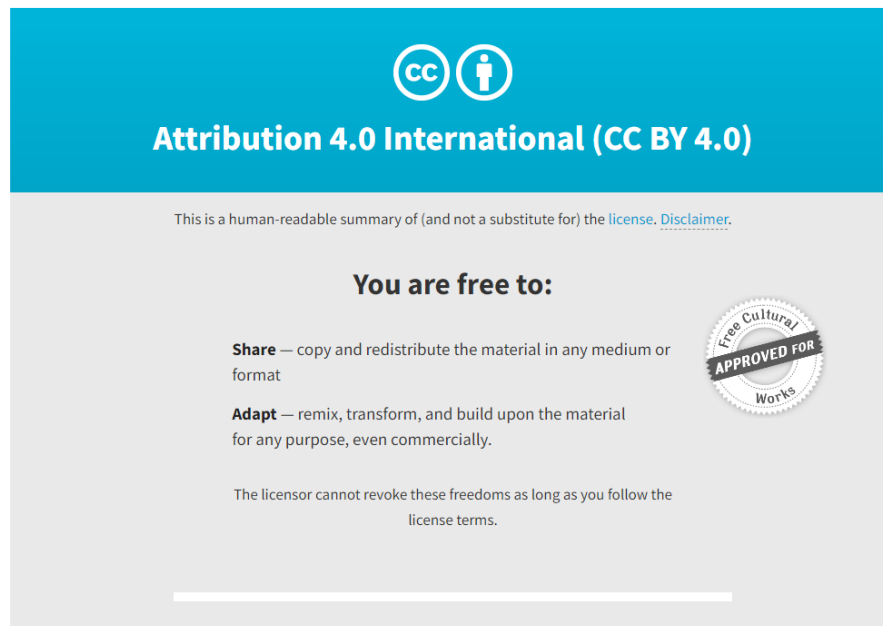 cc
Attribution 4.0 International (CC BY 4.0)
This is a human-readable summary of (and not a substitute for) the license. Disclaimer.
You are free to:
Share — copy and redistribute the material in any medium or
format
Adapt — remix, transform, and build upon the material
for any purpose, even commercially.
Free Cultural
APPROVED FOR
Works
The licensor cannot revoke these freedoms as long as you follow the
license terms.